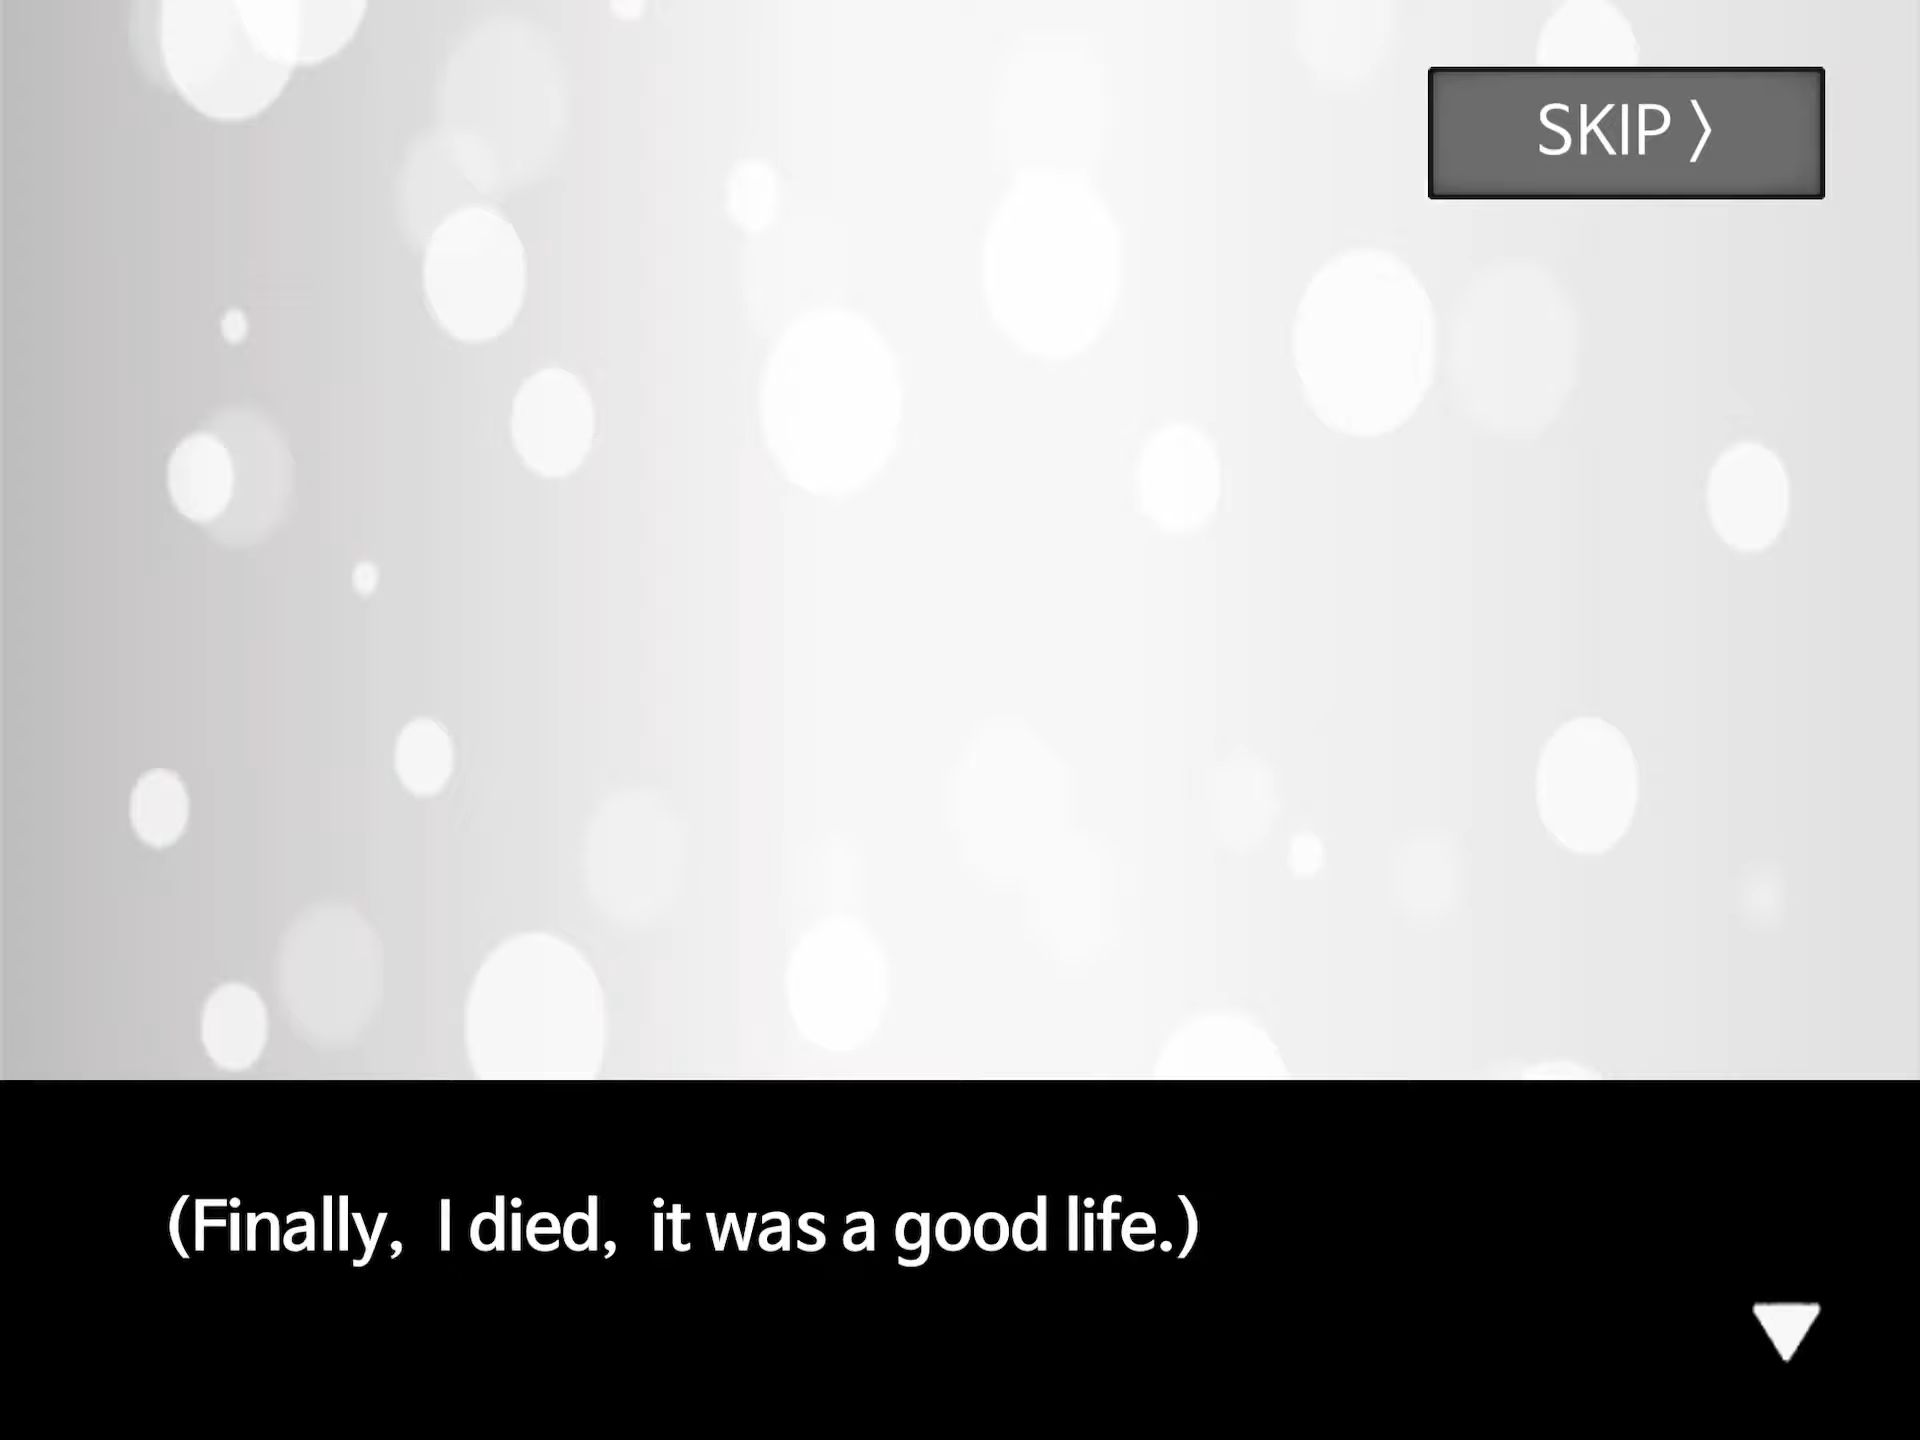 SKIP 〉
(Finally, I died, it was a good life.)